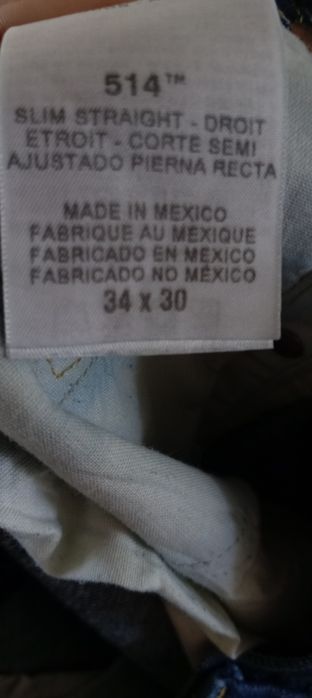 514™
SLIM STRAIGHT - DROIT
ETROIT - CORTE SEMI
AJUSTADO PIERNA RECTA
MADE IN MEXICO
FABRIQUE AU MEXIQUE
FABRICADO EN MEXICO
FABRICADO NO MÉXICO
34 x 30